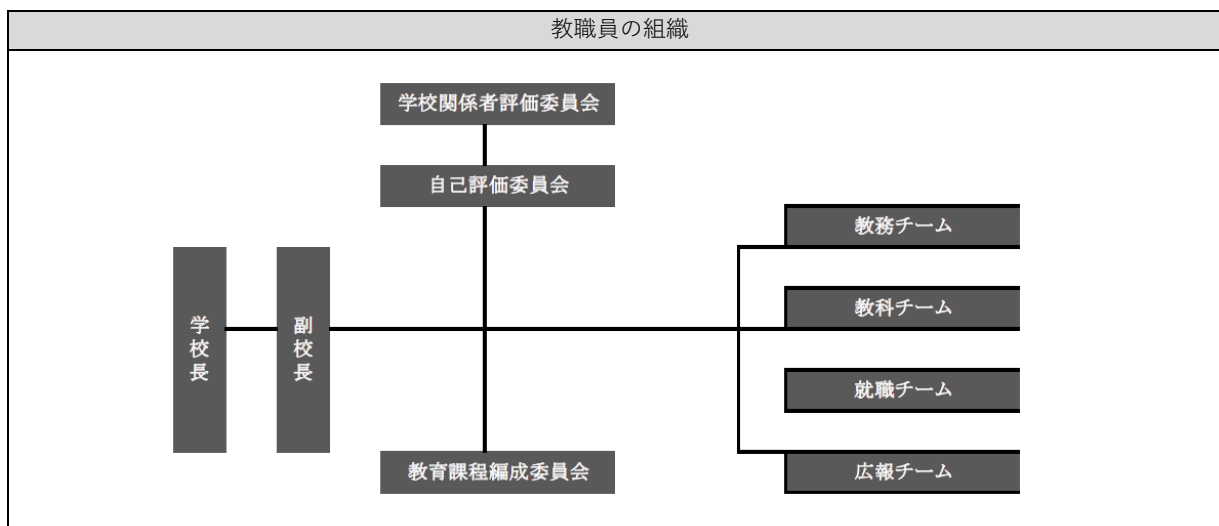 教職員の組織
学校関係者評価委員会
自己評価委員会
学校長
副校長
教育課程編成委員会
教務チーム
教科チーム
就職チーム
広報チーム